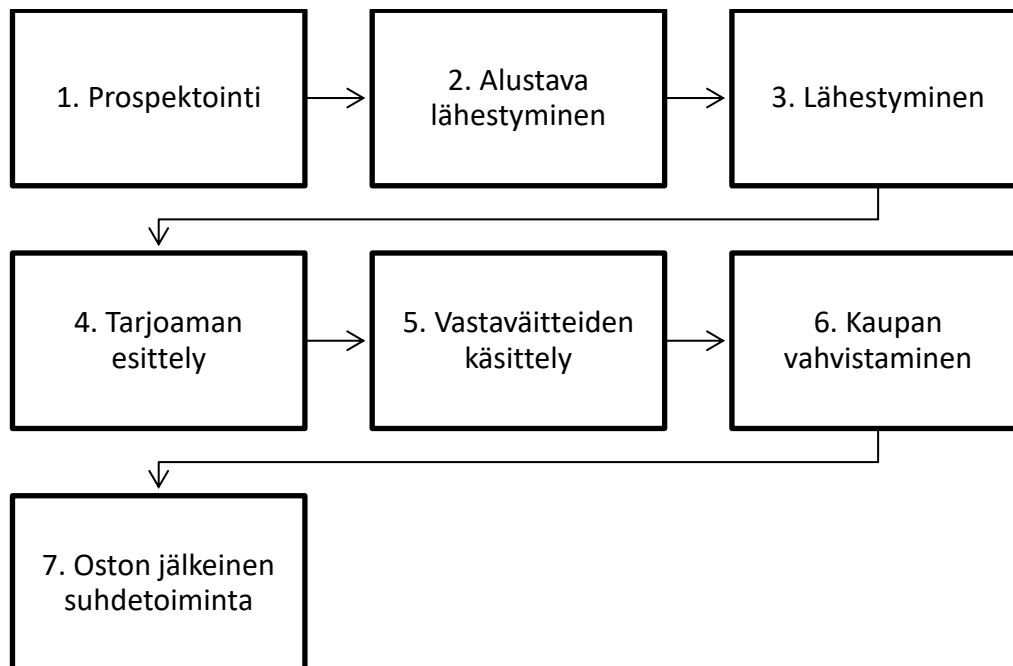 1. Prospektointi
2. Alustava
lähestyminen
3. Lähestyminen
4. Tarjoaman
esittely
5. Vastaväitteiden
käsittely
6. Kaupan
vahvistaminen
7. Oston jälkeinen
suhdetoiminta